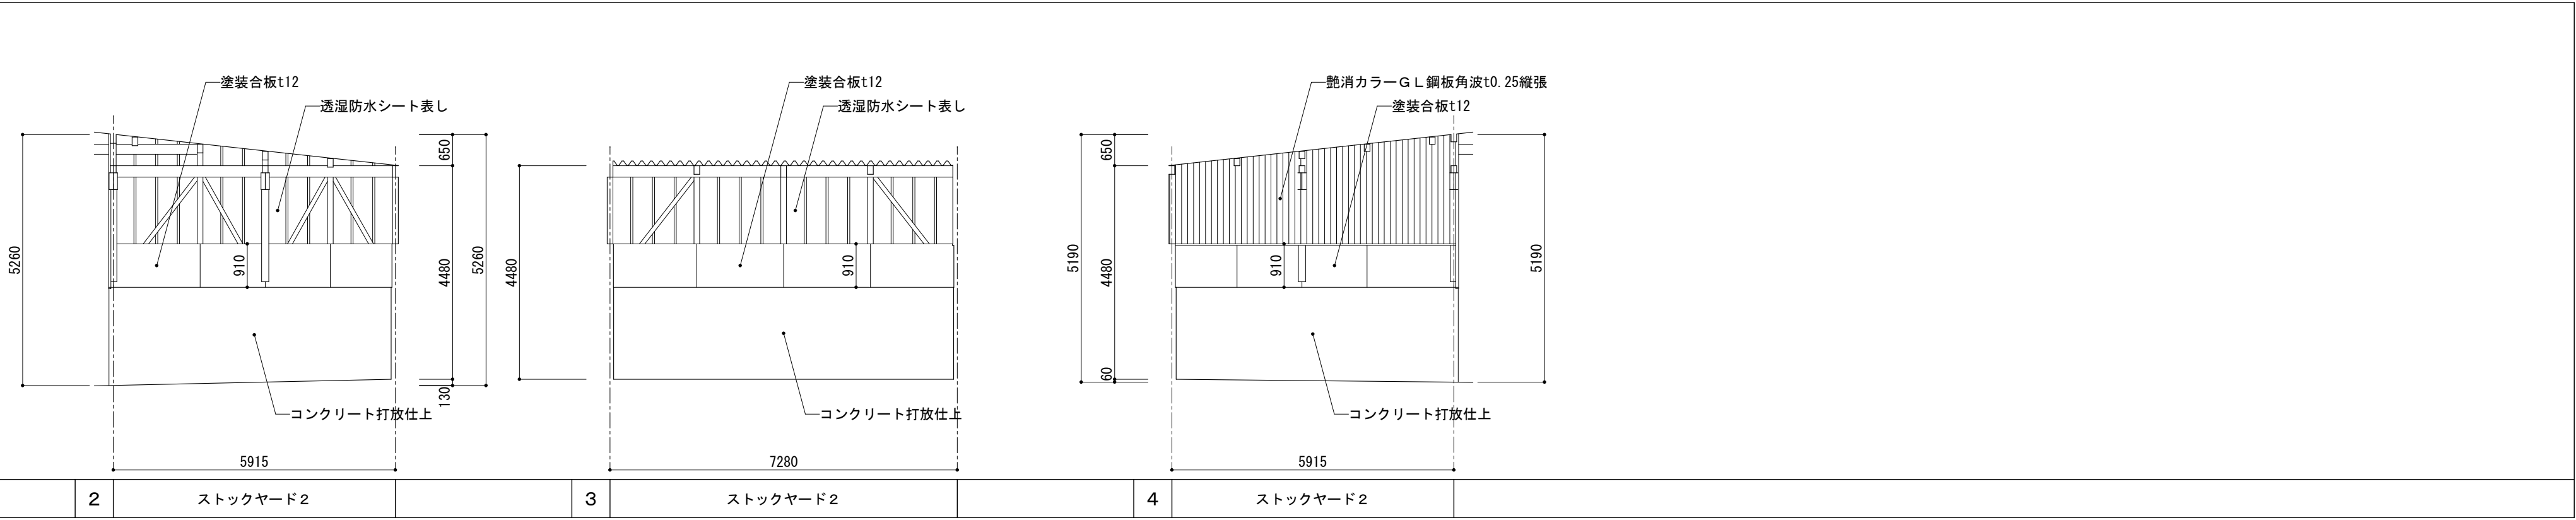 塗装合板t12
透湿防水シート表し
5260
910
650
4480
5260
130
コンクリート打放仕上
5915
2
ストックヤード2
塗装合板t12
透湿防水シート表し
4480
910
コンクリート打放仕上
7280
3
ストックヤード2
艶消カラーGL鋼板角波t0.25縦張
塗装合板t12
5190
650
4480
60
910
5190
コンクリート打放仕上
5915
4
ストックヤード2